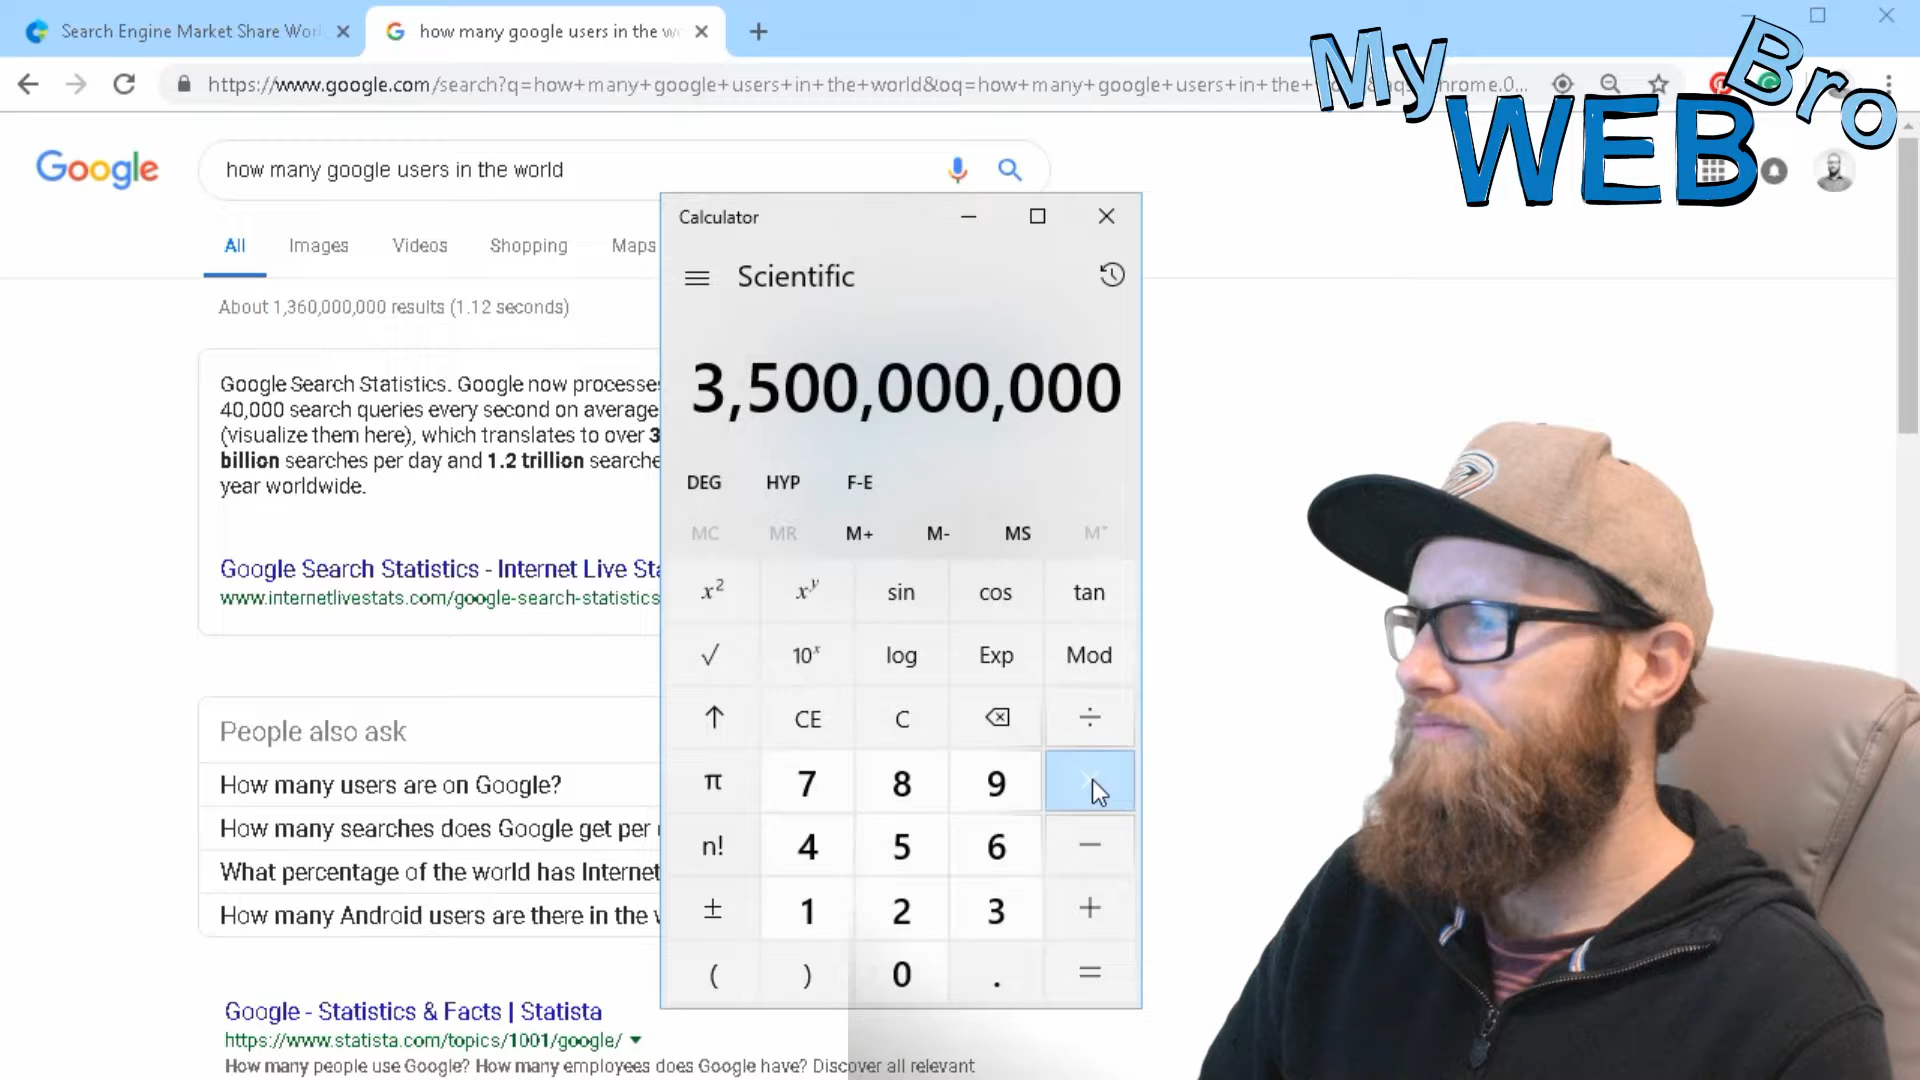 Search Engine Market Share Worl
how many google users in the wo
My
WEB
Bro
https://www.google.com/search?q=how+many+google+users+in+the+world&oq=how+many+google+users+in+the+
hrome.0...
Google
how many google users in the world
All
Images
Videos
Shopping
Maps
About 1,360,000,000 results (1.12 seconds)
Google Search Statistics. Google now processes
40,000 search queries every second on average
(visualize them here), which translates to over 3
billion searches per day and 1.2 trillion searche
year worldwide.
Google Search Statistics - Internet Live Sta
www.internetlivestats.com/google-search-statistics
People also ask
How many users are on Google?
How many searches does Google get per
What percentage of the world has Internet
How many Android users are there in the w
Google - Statistics & Facts | Statista
https://www.statista.com/topics/1001/google/
How many people use Google? How many employees does Google have? Discover all relevant
Calculator
Scientific
3,500,000,000
DEG HYP F-E
MC MR M+ M- MS M˅
x² xʸ sin cos tan
√ 10ˣ log Exp Mod
↑ CE C ÷
π 7 8 9 ×
n! 4 5 6 −
± 1 2 3 +
( ) 0 . =